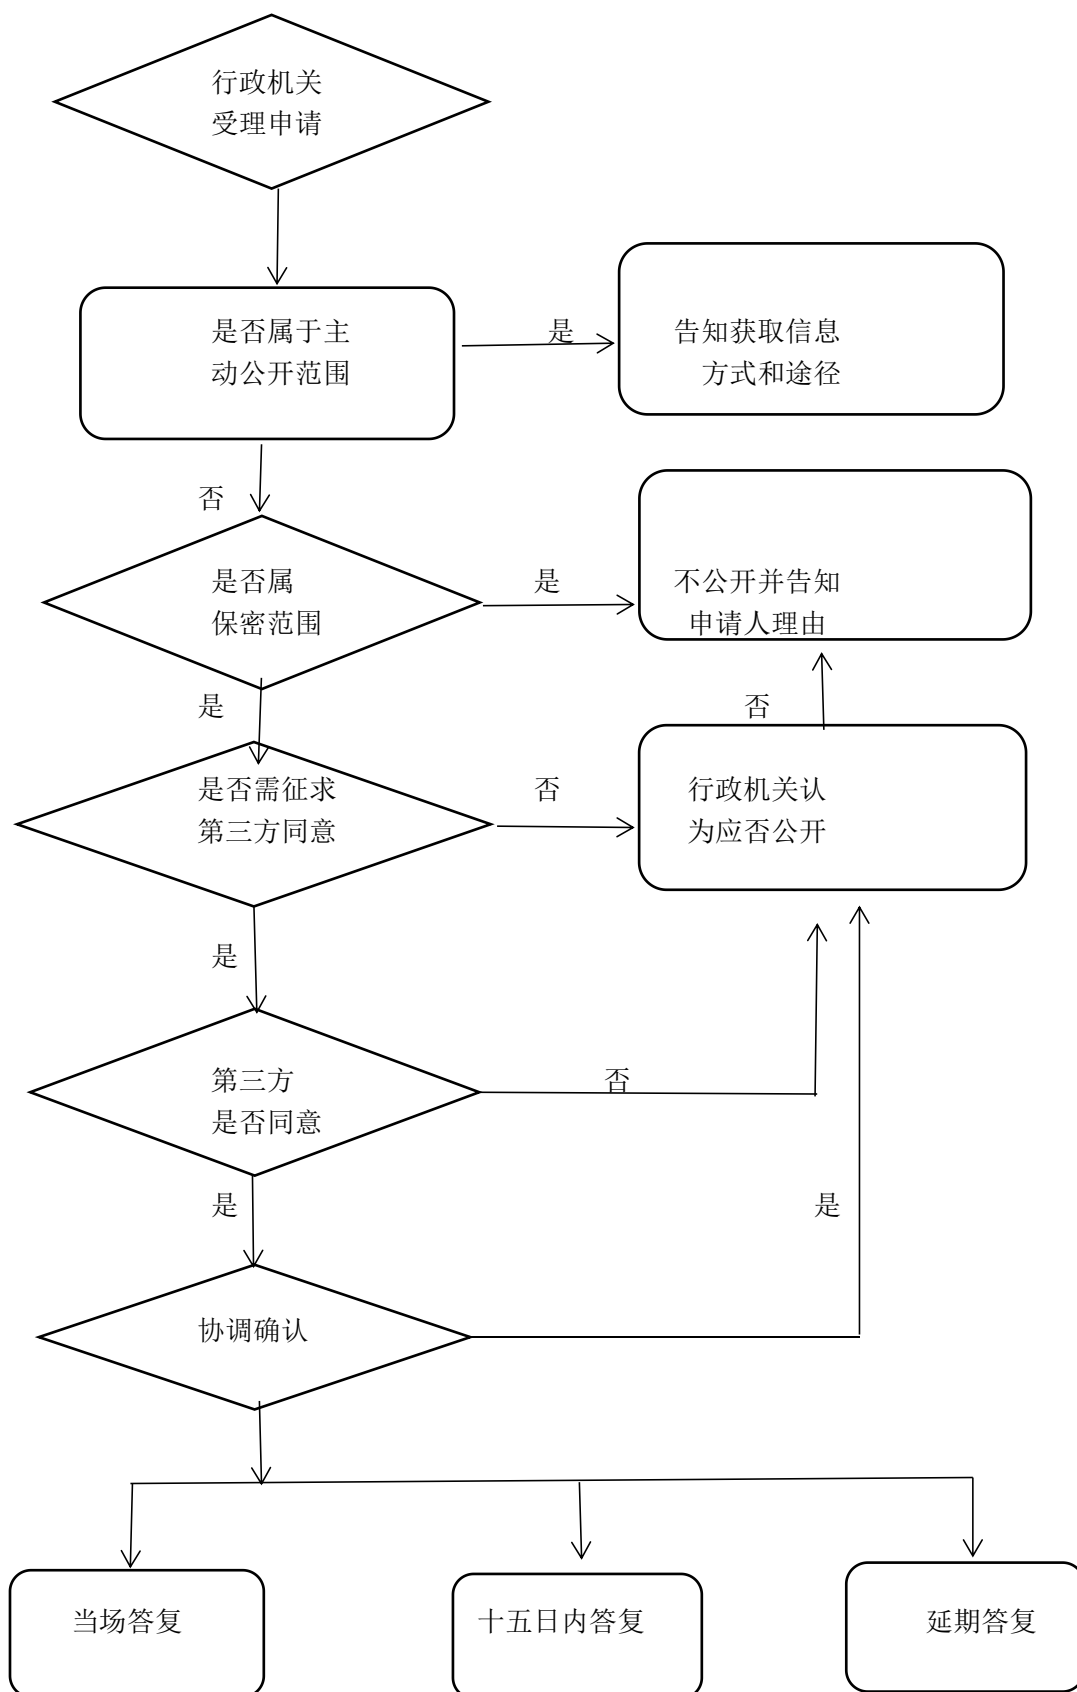 行政机关
受理申请
是否属于主
动公开范围
是
告知获取信息
方式和途径
否
是否属
保密范围
是
不公开并告知
申请人理由
是
否
是否需征求
第三方同意
否
行政机关认
为应否公开
是
第三方
是否同意
否
是
是
协调确认
当场答复
十五日内答复
延期答复